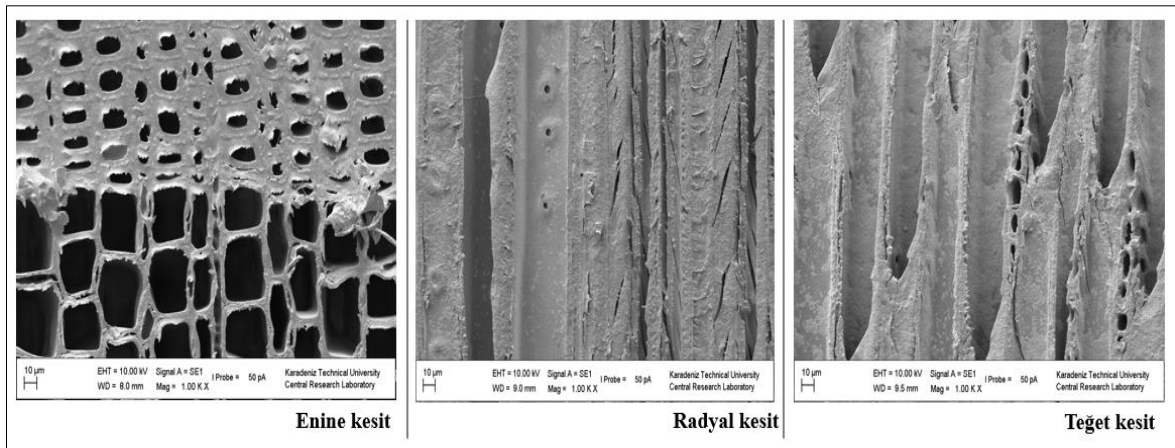 10 µm
EHT = 10.00 kV
Signal A = SE1
I Probe = 50 pA
Karadeniz Technical University
WD = 8.0 mm
Mag = 1.00 K X
Central Research Laboratory
Enine kesit
10 µm
EHT = 10.00 kV
Signal A = SE1
I Probe = 50 pA
Karadeniz Technical University
WD = 9.0 mm
Mag = 1.00 K X
Central Research Laboratory
Radyal kesit
10 µm
EHT = 10.00 kV
Signal A = SE1
I Probe = 50 pA
Karadeniz Technical University
WD = 9.5 mm
Mag = 1.00 K X
Central Research Laboratory
Teğet kesit